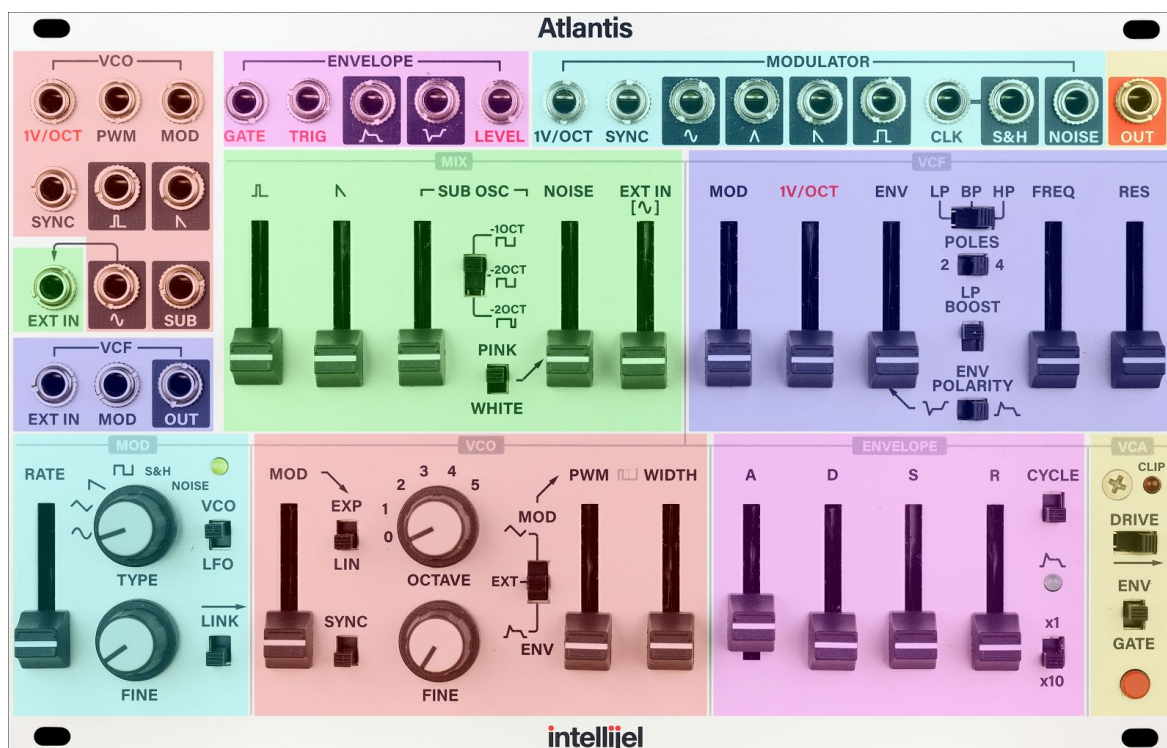 Atlantis
VCO
1V/OCT PWM MOD
SYNC
EXT IN SUB
VCF
EXT IN MOD OUT
ENVELOPE
GATE TRIG LEVEL
MODULATOR
1V/OCT SYNC CLK S&H NOISE
OUT
MIX
SUB OSC NOISE EXT IN
-1OCT
-2OCT
-2OCT
PINK
WHITE
VCF
MOD 1V/OCT ENV LP BP HP FREQ RES
POLES
2 4
LP
BOOST
ENV
POLARITY
MOD
RATE S&H
NOISE
VCO
LFO
TYPE
LINK
FINE
VCO
MOD
EXP
LIN
SYNC
0 1 2 3 4 5
OCTAVE
FINE
MOD
EXT
ENV
PWM WIDTH
ENVELOPE
A D S R CYCLE
x1
x10
VCA
CLIP
DRIVE
ENV
GATE
intellijel